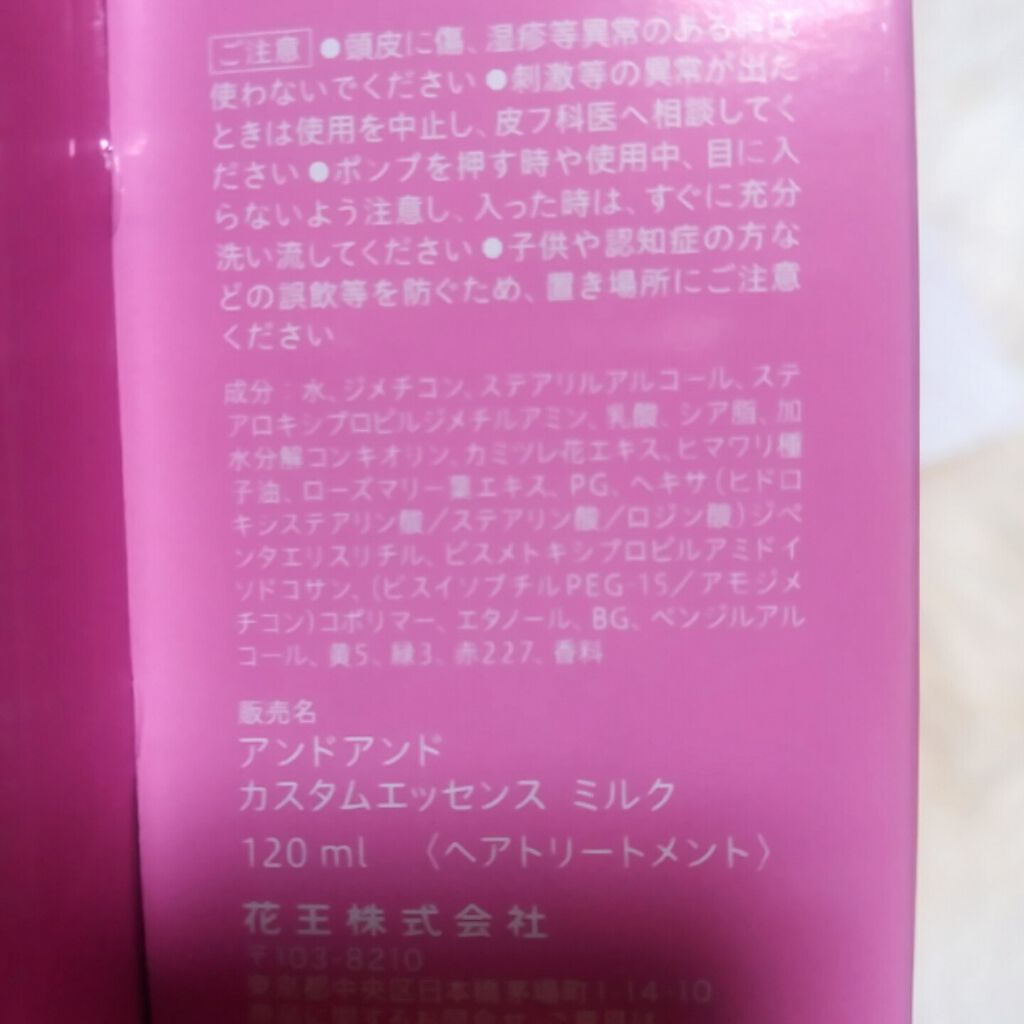 ご注意 ●頭皮に傷、湿疹等異常のある時は
使わないでください ●刺激等の異常が出た
ときは使用を中止し、皮フ科医へ相談してく
ださい ●ポンプを押す時や使用中、目に入
らないよう注意し、入った時は、すぐに充分
洗い流してください ●子供や認知症の方な
どの誤飲等を防ぐため、置き場所にご注意
ください
成分：水、ジメチコン、ステアリルアルコール、ステ
アロキシプロピルジメチルアミン、乳酸、シア脂、加
水分解コンキオリン、カミツレ花エキス、ヒマワリ種
子油、ローズマリー葉エキス、PG、ヘキサ（ヒドロ
キシステアリン酸／ステアリン酸／ロジン酸）ジペ
ンタエリスリチル、ビスメトキシプロピルアミドイ
ソドコサン、（ビスイソブチルPEG-15／アモジメ
チコン）コポリマー、エタノール、BG、ベンジルアル
コール、黄5、緑3、赤227、香料
販売名
アンドアンド
カスタムエッセンス ミルク
120 ml 〈ヘアトリートメント〉
花王株式会社
〒103-8210
東京都中央区日本橋茅場町1-14-10